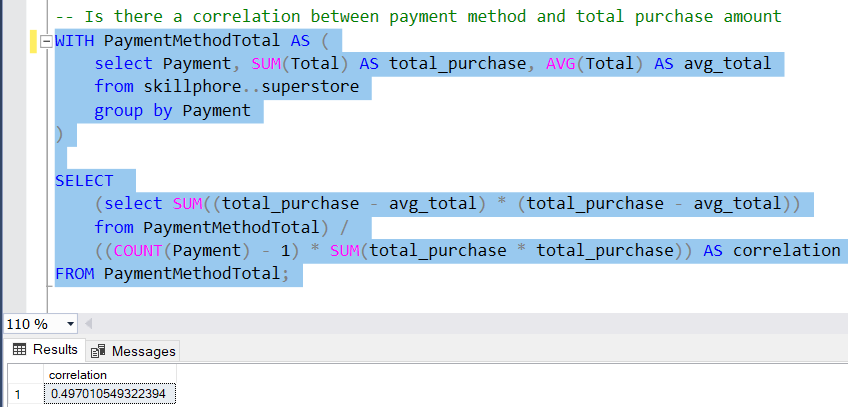 -- Is there a correlation between payment method and total purchase amount
WITH PaymentMethodTotal AS (
select Payment, SUM(Total) AS total_purchase, AVG(Total) AS avg_total
from skillphore..superstore
group by Payment
)
SELECT
(select SUM((total_purchase - avg_total) * (total_purchase - avg_total))
from PaymentMethodTotal) /
((COUNT(Payment) - 1) * SUM(total_purchase * total_purchase)) AS correlation
FROM PaymentMethodTotal;
110 %
Results Messages
correlation
1 0.497010549322394